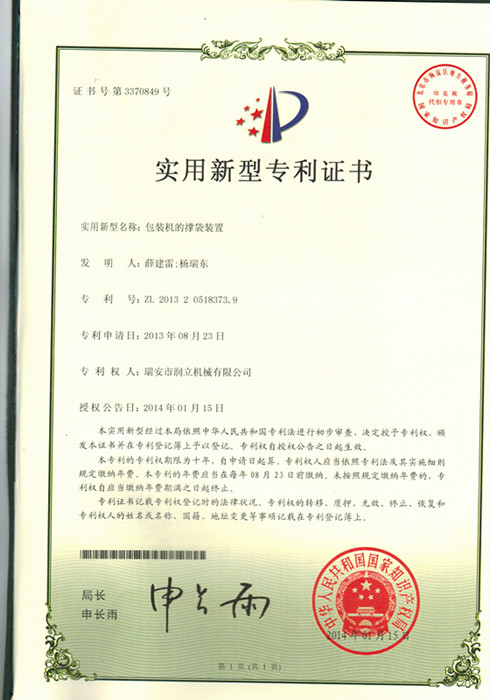 证书号第3370849号
印花税
代扣专用章
国家知识产权局
实用新型专利证书
实用新型名称：包装机的撑袋装置
发明人：薛建雷;杨瑞东
专利号：ZL 2013 2 0518373.9
专利申请日：2013年08月23日
专利权人：瑞安市润立机械有限公司
授权公告日：2014年01月15日
本实用新型经过本局依照中华人民共和国专利法进行初步审查，决定授予专利权，颁
发本证书并在专利登记簿上予以登记。专利权自授权公告之日起生效。
本专利的专利权期限为十年，自申请日起算。专利权人应当依照专利法及其实施细则
规定缴纳年费。本专利的年费应当在每年08月23日前缴纳。未按照规定缴纳年费的，专
利权自应当缴纳年费期满之日起终止。
专利证书记载专利权登记时的法律状况。专利权的转移、质押、无效、终止、恢复和
专利权人的姓名或名称、国籍、地址变更等事项记载在专利登记簿上。
局长
申长雨
申长雨
中华人民共和国国家知识产权局
2014年01月15日
第1页(共1页)